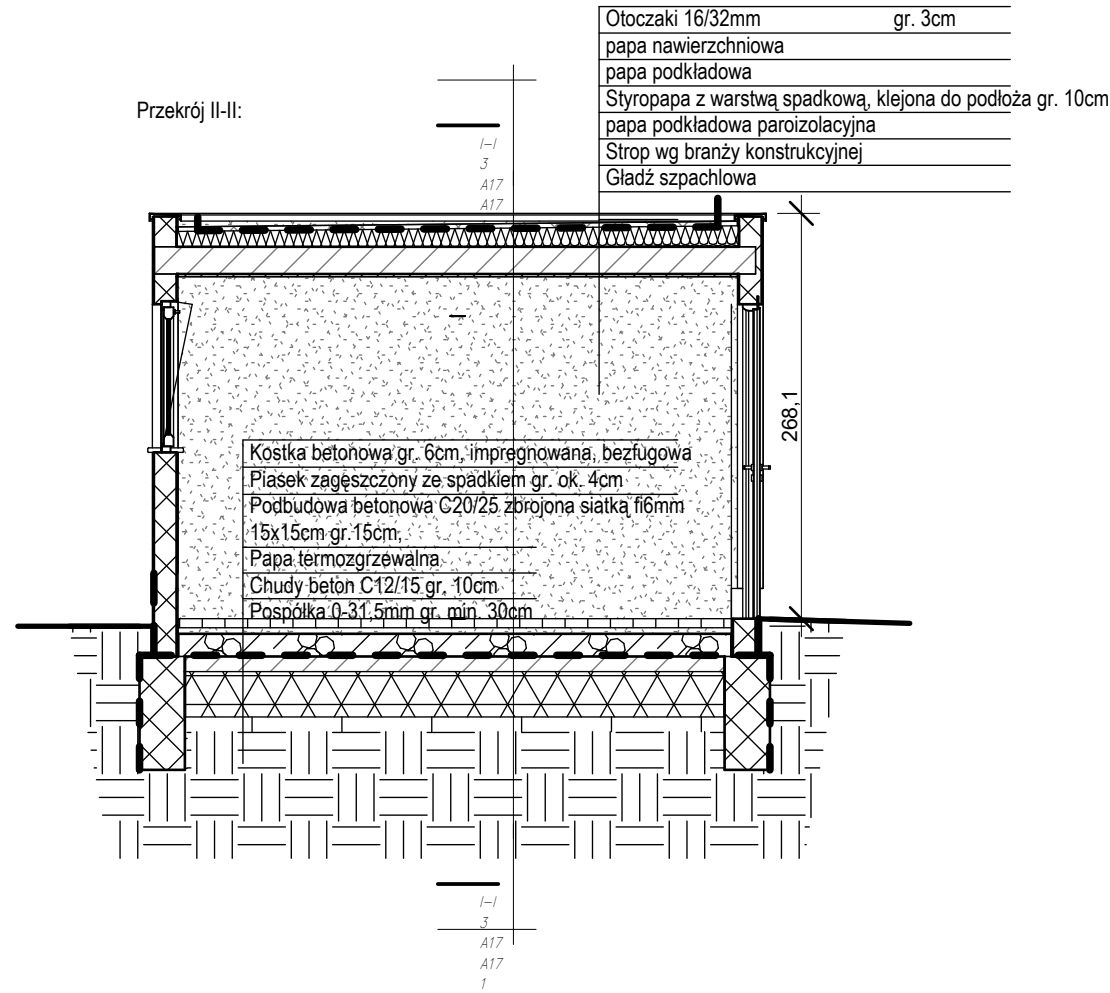 Otoczaki 16/32mm gr. 3cm
papa nawierzchniowa
papa podkładowa
Styropapa z warstwą spadkową, klejona do podłoża gr. 10cm
papa podkładowa paroizolacyjna
Strop wg branży konstrukcyjnej
Gładź szpachlowa
Przekrój II-II:
I-I
3
A17
A17
268,1
Kostka betonowa gr. 6cm, impregnowana, bezfugowa
Piasek zagęszczony ze spadkiem gr. ok. 4cm
Podbudowa betonowa C20/25 zbrojona siatką fi6mm
15x15cm gr.15cm,
Papa termozgrzewalna
Chudy beton C12/15 gr. 10cm
Pospółka 0-31,5mm gr. min. 30cm
I-I
3
A17
A17
1